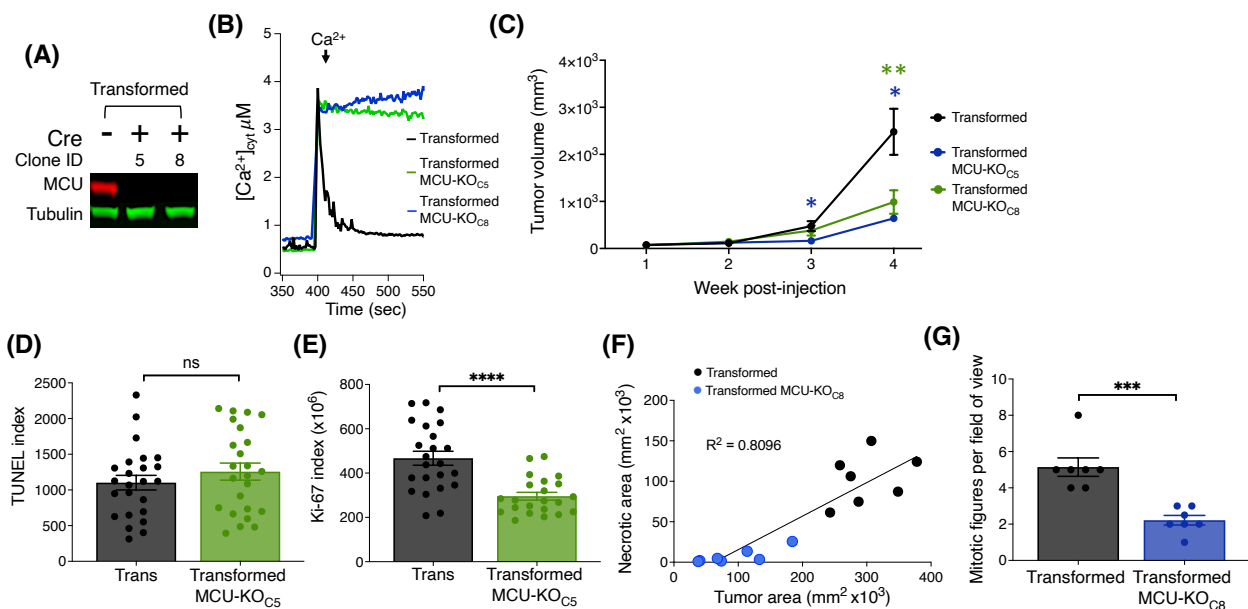 (A)
Transformed
Cre - + +
Clone ID 5 8
MCU
Tubulin
(B)
Ca²⁺
[Ca²⁺]cyt μM
5
4
3
2
1
0
350 400 450 500 550
Time (sec)
Transformed
Transformed
MCU-KOC5
Transformed
MCU-KOC8
(C)
Tumor volume (mm³)
4×10³
3×10³
2×10³
1×10³
0
**
*
*
1 2 3 4
Week post-injection
Transformed
Transformed
MCU-KOC5
Transformed
MCU-KOC8
(D)
ns
TUNEL index
2500
2000
1500
1000
500
0
Trans Transformed
MCU-KOC5
(E)
****
Ki-67 index (x10⁶)
800
600
400
200
0
Trans Transformed
MCU-KOC5
(F)
Transformed
Transformed MCU-KOC8
R² = 0.8096
Necrotic area (mm² x10³)
200
150
100
50
0
0 100 200 300 400
Tumor area (mm² x10³)
(G)
***
Mitotic figures per field of view
10
8
6
4
2
0
Transformed Transformed
MCU-KOC8